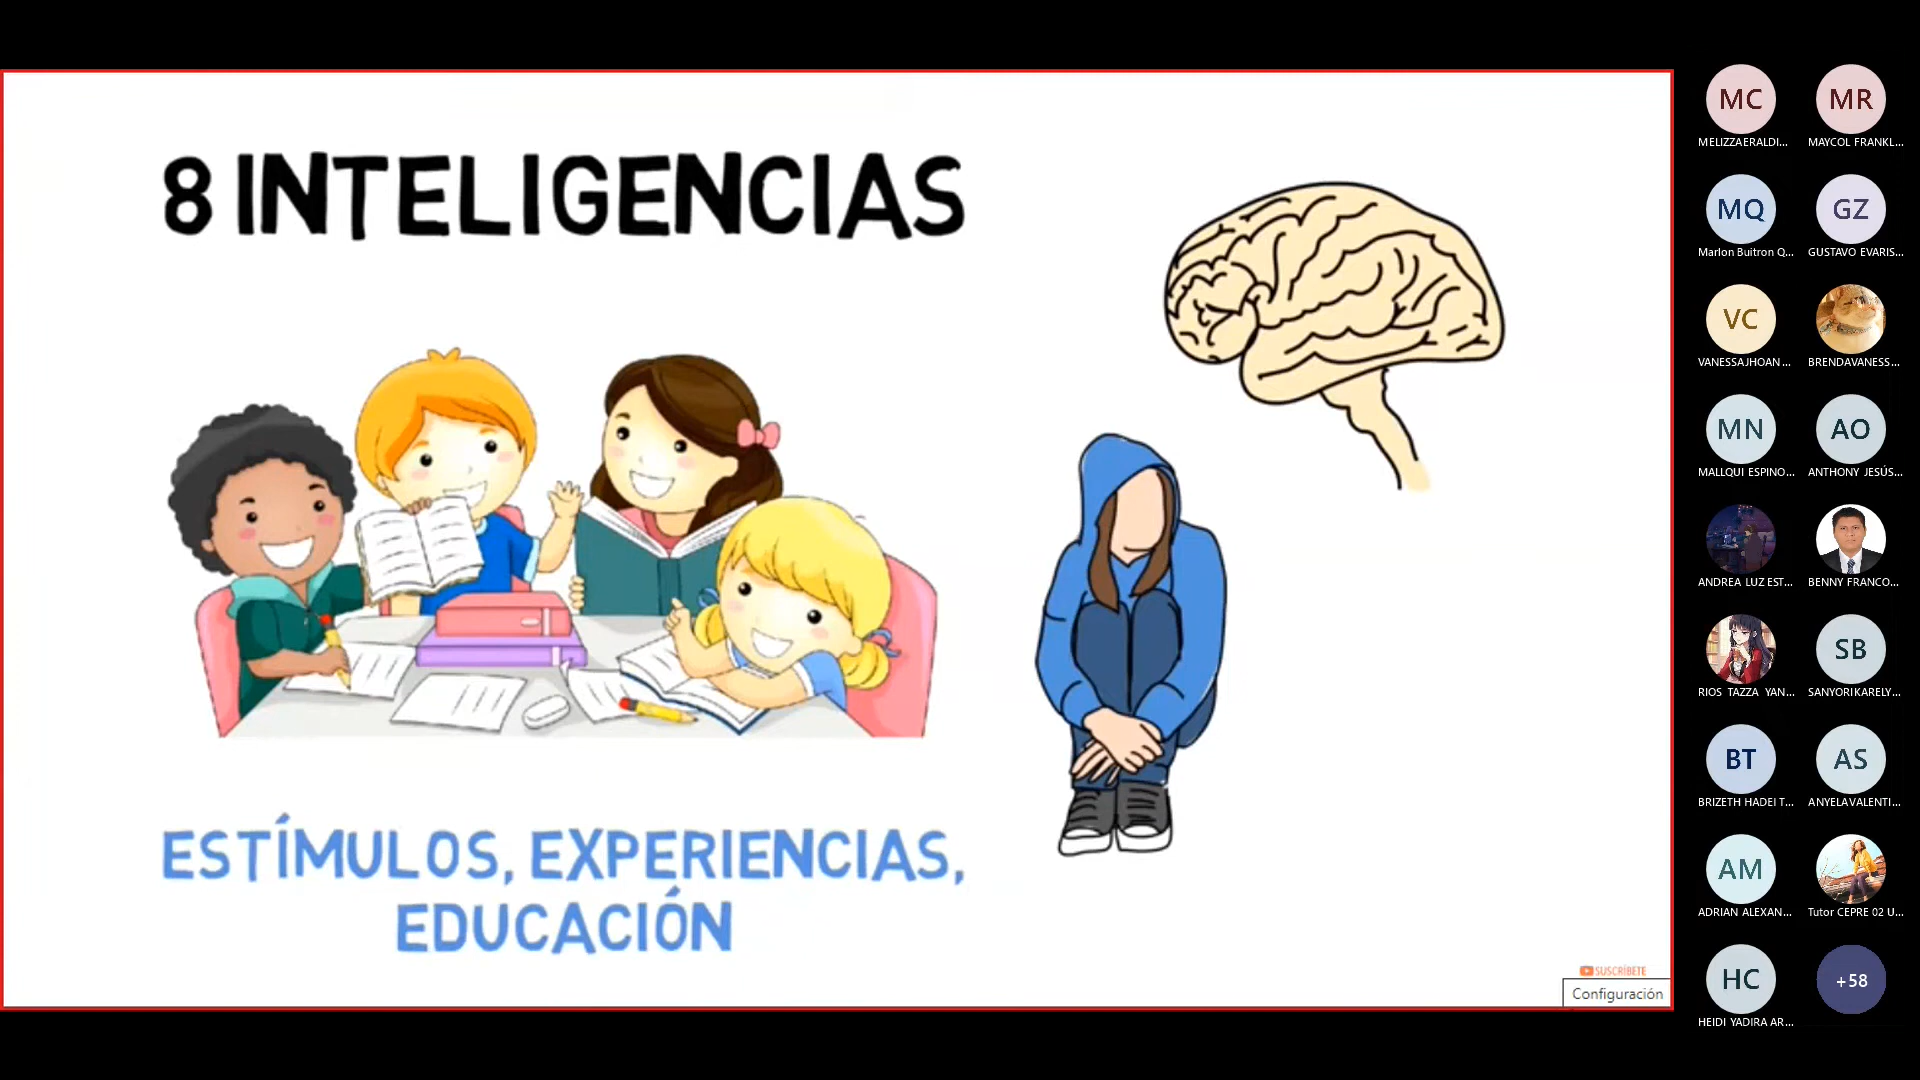 8 INTELIGENCIAS
ESTÍMULOS, EXPERIENCIAS,
EDUCACIÓN
SUSCRÍBETE
Configuración
MC
MELIZZAERALDI...
MR
MAYCOL FRANKL...
MQ
Marlon Buitron Q...
GZ
GUSTAVO EVARIS...
VC
VANESSAJHOAN...
BRENDAVANESS...
MN
MALLQUI ESPINO...
AO
ANTHONY JESÚS...
ANDREA LUZ EST...
BENNY FRANCO...
RIOS TAZZA YAN...
SB
SANYORIKARELY...
BT
BRIZETH HADEI T...
AS
ANYELAVALENTI...
AM
ADRIAN ALEXAN...
Tutor CEPRE 02 U...
HC
HEIDI YADIRA AR...
+58